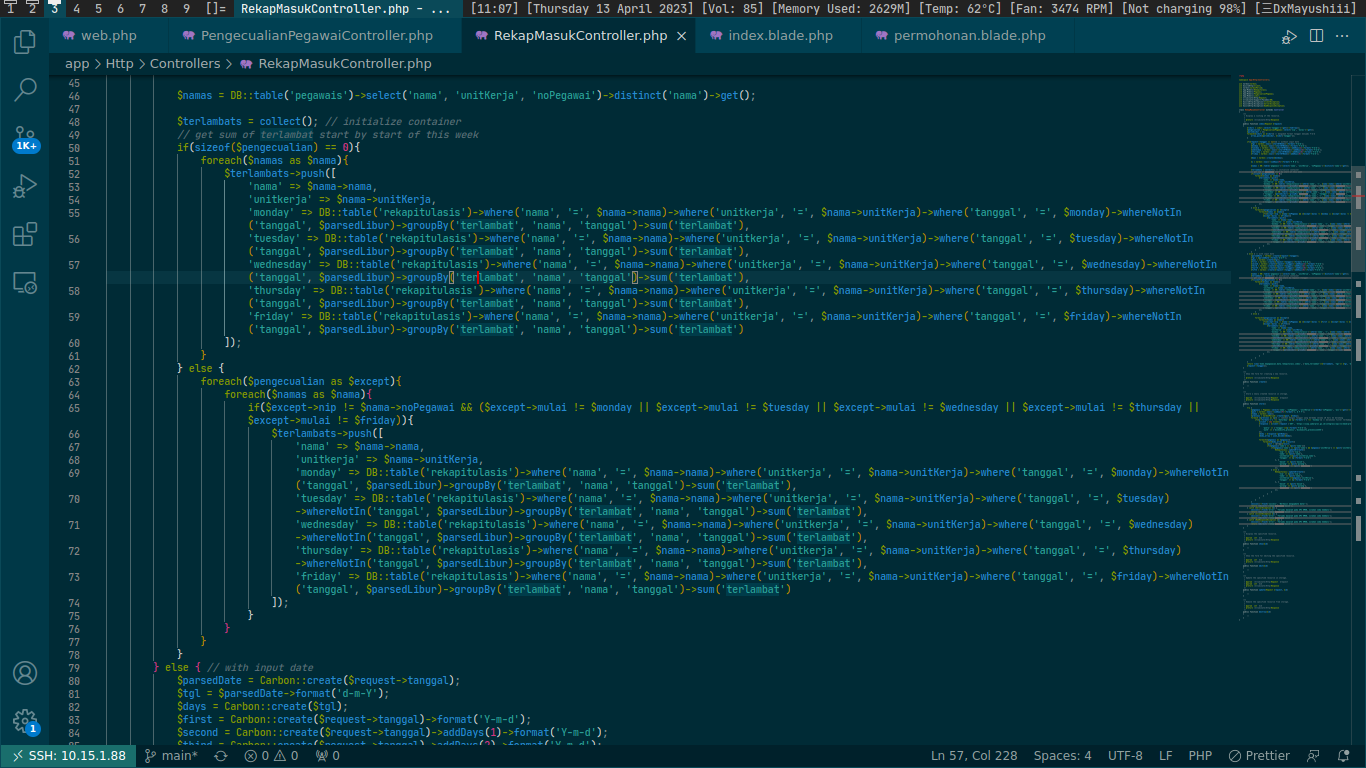 1 2 3 4 5 6 7 8 9 []= RekapMasukController.php – ... [11:07] [Thursday 13 April 2023] [Vol: 85] [Memory Used: 2629M] [Temp: 62°C] [Fan: 3474 RPM] [Not charging 98%] [三DxMayushiii]
web.php PengecualianPegawaiController.php RekapMasukController.php index.blade.php permohonan.blade.php
app > Http > Controllers > RekapMasukController.php
45
46 $namas = DB::table('pegawais')->select('nama', 'unitKerja', 'noPegawai')->distinct('nama')->get();
47
48 $terlambats = collect(); // initialize container
49 // get sum of terlambat start by start of this week
50 if(sizeof($pengecualian) == 0){
51 foreach($namas as $nama){
52 $terlambats->push([
53 'nama' => $nama->nama,
54 'unitkerja' => $nama->unitKerja,
55 'monday' => DB::table('rekapitulasis')->where('nama', '=', $nama->nama)->where('unitkerja', '=', $nama->unitKerja)->where('tanggal', '=', $monday)->whereNotIn
('tanggal', $parsedLibur)->groupBy('terlambat', 'nama', 'tanggal')->sum('terlambat'),
56 'tuesday' => DB::table('rekapitulasis')->where('nama', '=', $nama->nama)->where('unitkerja', '=', $nama->unitKerja)->where('tanggal', '=', $tuesday)->whereNotIn
('tanggal', $parsedLibur)->groupBy('terlambat', 'nama', 'tanggal')->sum('terlambat'),
57 'wednesday' => DB::table('rekapitulasis')->where('nama', '=', $nama->nama)->where('unitkerja', '=', $nama->unitKerja)->where('tanggal', '=', $wednesday)->whereNotIn
('tanggal', $parsedLibur)->groupBy('terlambat', 'nama', 'tanggal')->sum('terlambat'),
58 'thursday' => DB::table('rekapitulasis')->where('nama', '=', $nama->nama)->where('unitkerja', '=', $nama->unitKerja)->where('tanggal', '=', $thursday)->whereNotIn
('tanggal', $parsedLibur)->groupBy('terlambat', 'nama', 'tanggal')->sum('terlambat'),
59 'friday' => DB::table('rekapitulasis')->where('nama', '=', $nama->nama)->where('unitkerja', '=', $nama->unitKerja)->where('tanggal', '=', $friday)->whereNotIn
('tanggal', $parsedLibur)->groupBy('terlambat', 'nama', 'tanggal')->sum('terlambat')
60 ]);
61 }
62 } else {
63 foreach($pengecualian as $except){
64 foreach($namas as $nama){
65 if($except->nip != $nama->noPegawai && ($except->mulai != $monday || $except->mulai != $tuesday || $except->mulai != $wednesday || $except->mulai != $thursday ||
$except->mulai != $friday)){
66 $terlambats->push([
67 'nama' => $nama->nama,
68 'unitkerja' => $nama->unitKerja,
69 'monday' => DB::table('rekapitulasis')->where('nama', '=', $nama->nama)->where('unitkerja', '=', $nama->unitKerja)->where('tanggal', '=', $monday)->whereNotIn
('tanggal', $parsedLibur)->groupBy('terlambat', 'nama', 'tanggal')->sum('terlambat'),
70 'tuesday' => DB::table('rekapitulasis')->where('nama', '=', $nama->nama)->where('unitkerja', '=', $nama->unitKerja)->where('tanggal', '=', $tuesday)
->whereNotIn('tanggal', $parsedLibur)->groupBy('terlambat', 'nama', 'tanggal')->sum('terlambat'),
71 'wednesday' => DB::table('rekapitulasis')->where('nama', '=', $nama->nama)->where('unitkerja', '=', $nama->unitKerja)->where('tanggal', '=', $wednesday)
->whereNotIn('tanggal', $parsedLibur)->groupBy('terlambat', 'nama', 'tanggal')->sum('terlambat'),
72 'thursday' => DB::table('rekapitulasis')->where('nama', '=', $nama->nama)->where('unitkerja', '=', $nama->unitKerja)->where('tanggal', '=', $thursday)
->whereNotIn('tanggal', $parsedLibur)->groupBy('terlambat', 'nama', 'tanggal')->sum('terlambat'),
73 'friday' => DB::table('rekapitulasis')->where('nama', '=', $nama->nama)->where('unitkerja', '=', $nama->unitKerja)->where('tanggal', '=', $friday)->whereNotIn
('tanggal', $parsedLibur)->groupBy('terlambat', 'nama', 'tanggal')->sum('terlambat')
74 ]);
75 }
76 }
77 }
78 }
79 } else { // with input date
80 $parsedDate = Carbon::create($request->tanggal);
81 $tgl = $parsedDate->format('d-m-Y');
82 $days = Carbon::create($tgl);
83 $first = Carbon::create($request->tanggal)->format('Y-m-d');
84 $second = Carbon::create($request->tanggal)->addDays(1)->format('Y-m-d');
1K+
1
SSH: 10.15.1.88 main* 0 0 0 Ln 57, Col 228 Spaces: 4 UTF-8 LF PHP Prettier